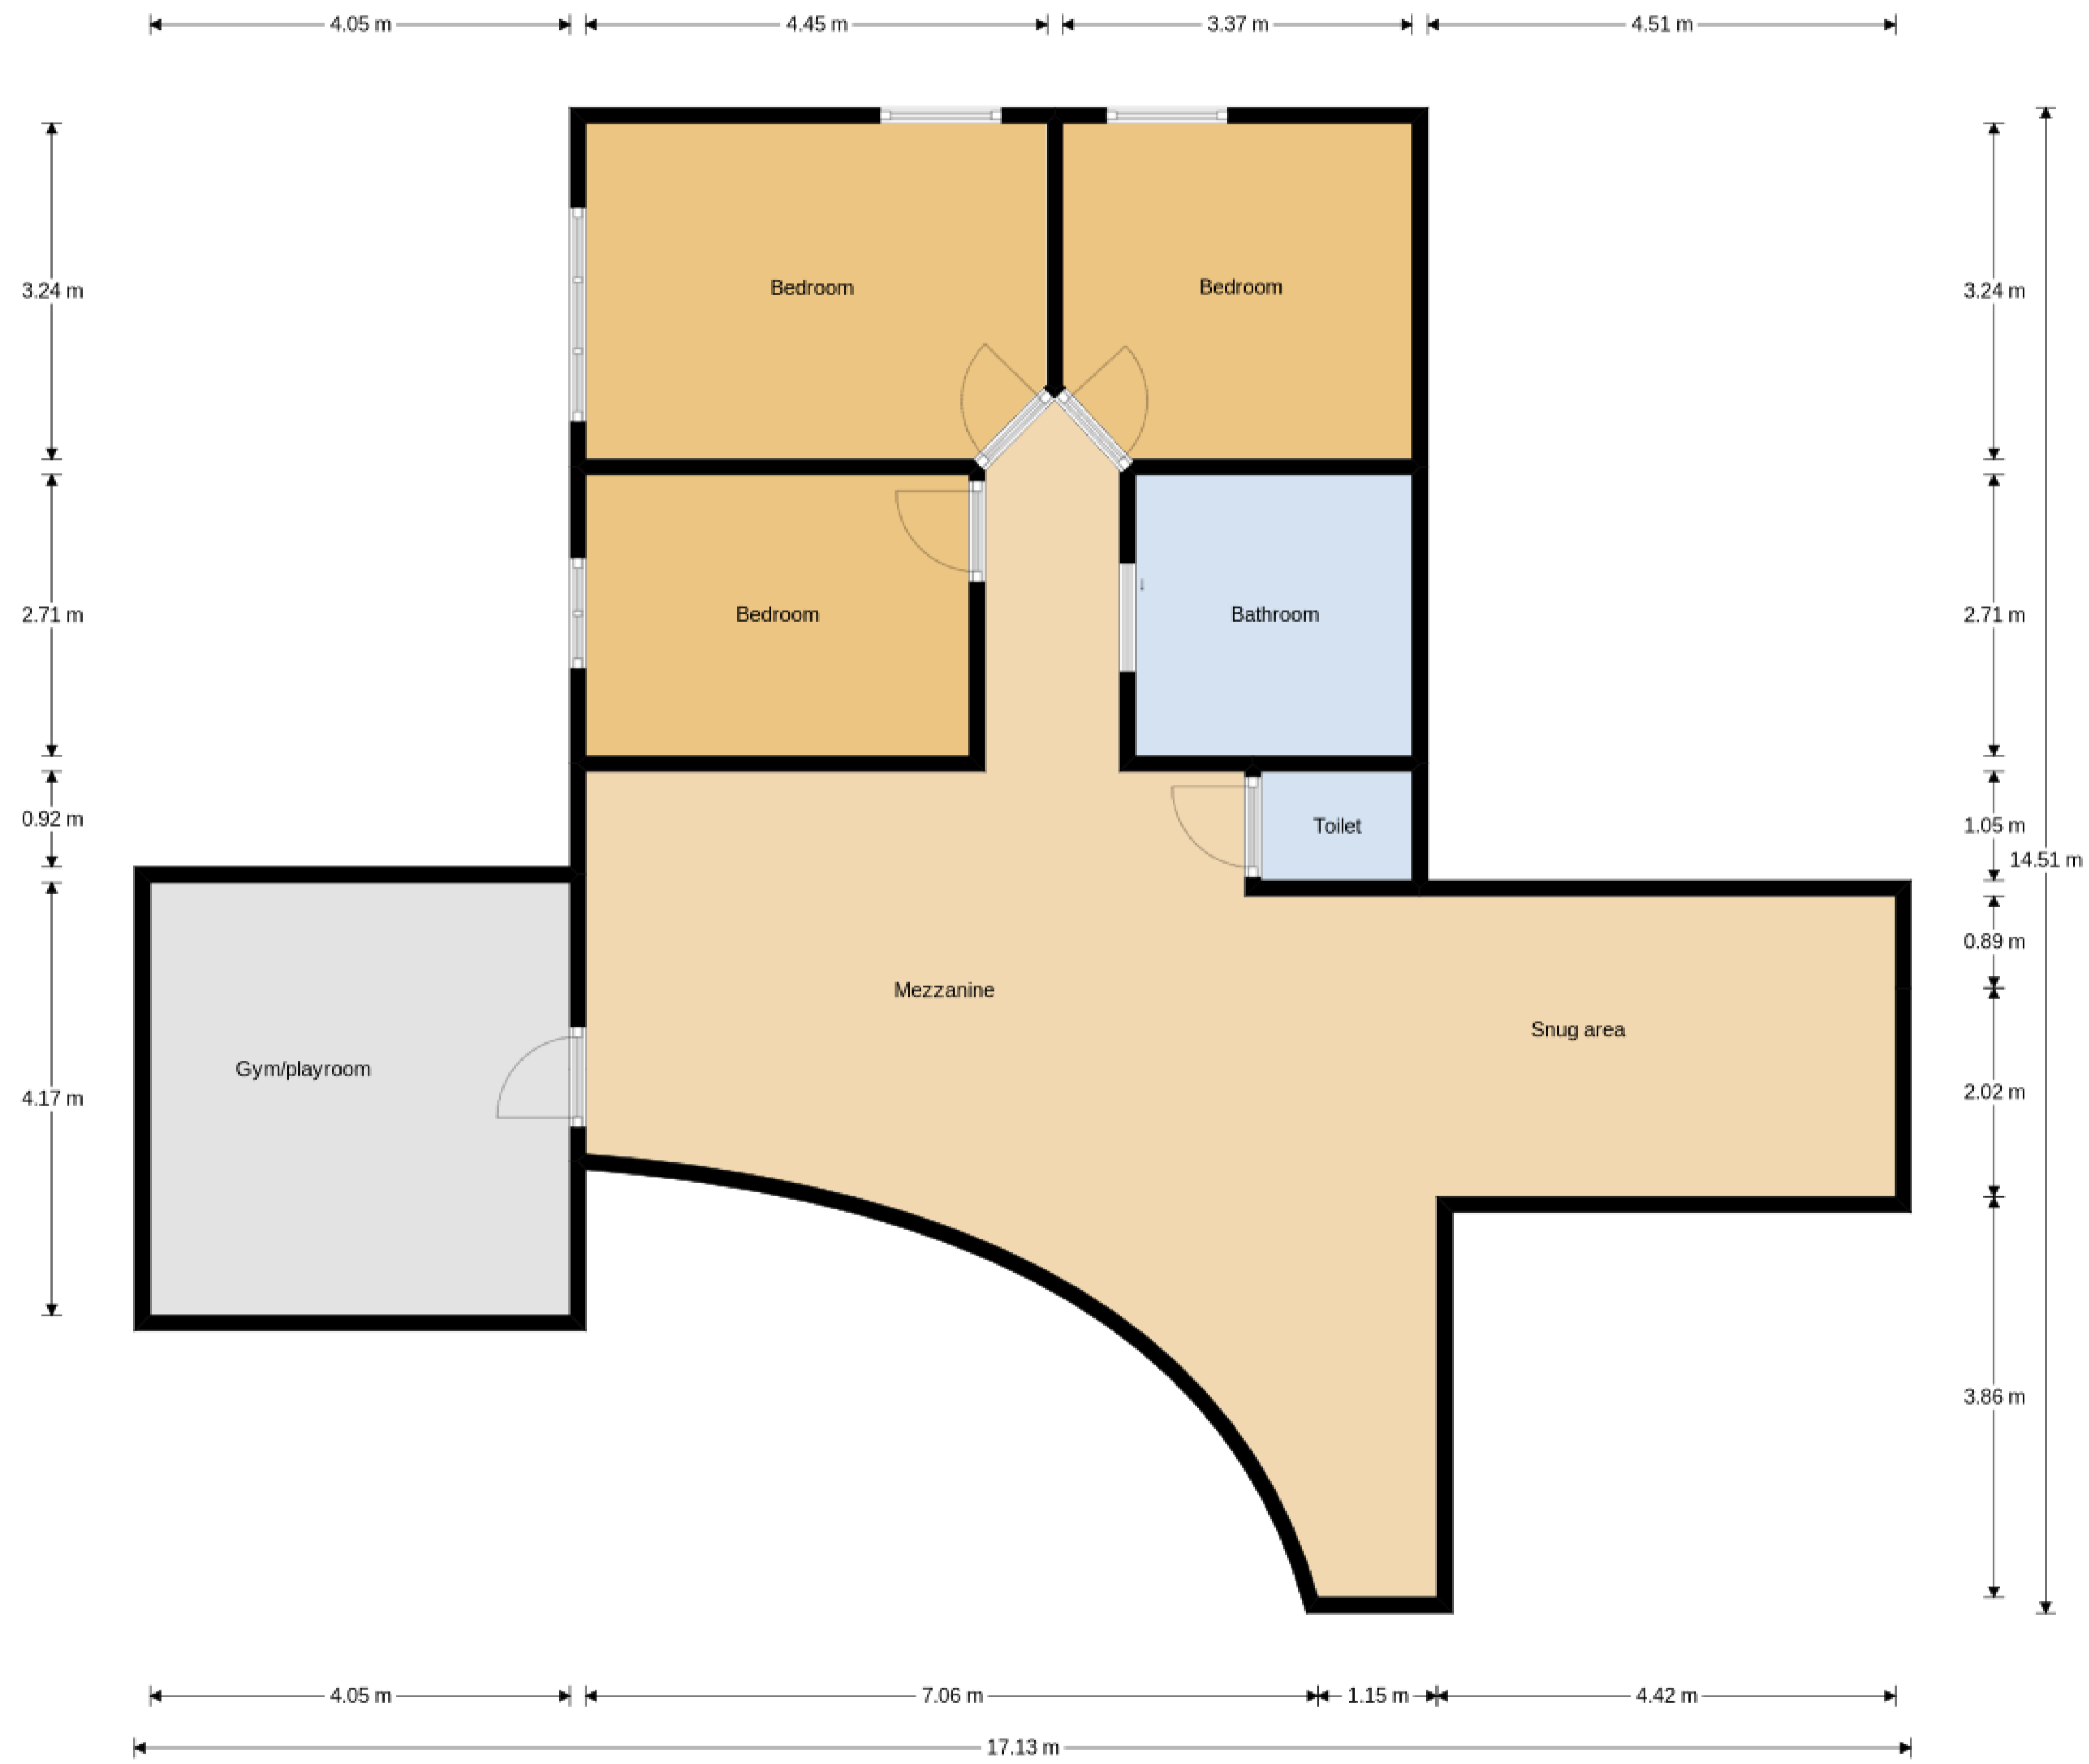 4.05 m 4.45 m 3.37 m 4.51 m
Bedroom Bedroom
3.24 m 3.24 m
Bedroom Bathroom
2.71 m 2.71 m
0.92 m Toilet 1.05 m
14.51 m
0.89 m
Mezzanine
Snug area
Gym/playroom
4.17 m 2.02 m
3.86 m
4.05 m 7.06 m 1.15 m 4.42 m
17.13 m